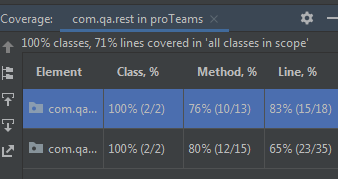 Coverage: com.qa.rest in proTeams ×
100% classes, 71% lines covered in 'all classes in scope'
Element Class, % Method, % Line, %
com.qa... 100% (2/2) 76% (10/13) 83% (15/18)
com.qa... 100% (2/2) 80% (12/15) 65% (23/35)